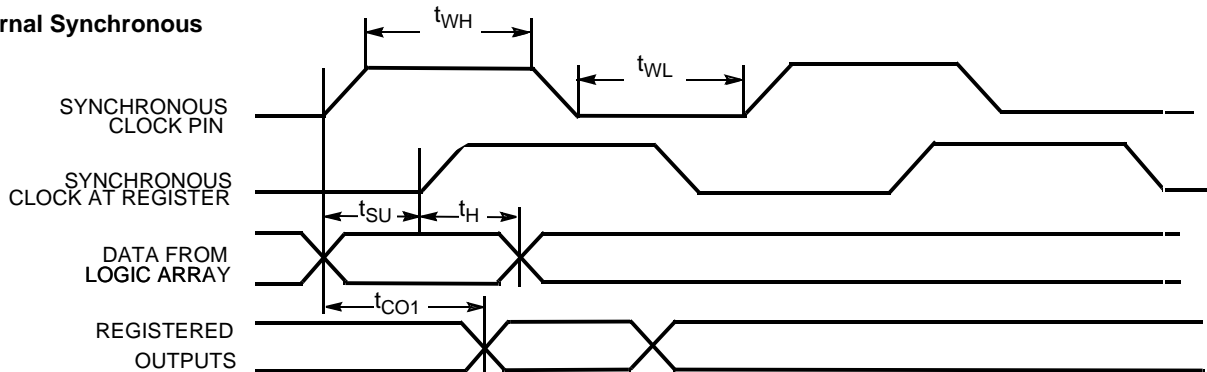 rnal Synchronous
tWH
tWL
SYNCHRONOUS
CLOCK PIN
SYNCHRONOUS
CLOCK AT REGISTER
tSU
tH
DATA FROM
LOGIC ARRAY
tCO1
REGISTERED
OUTPUTS